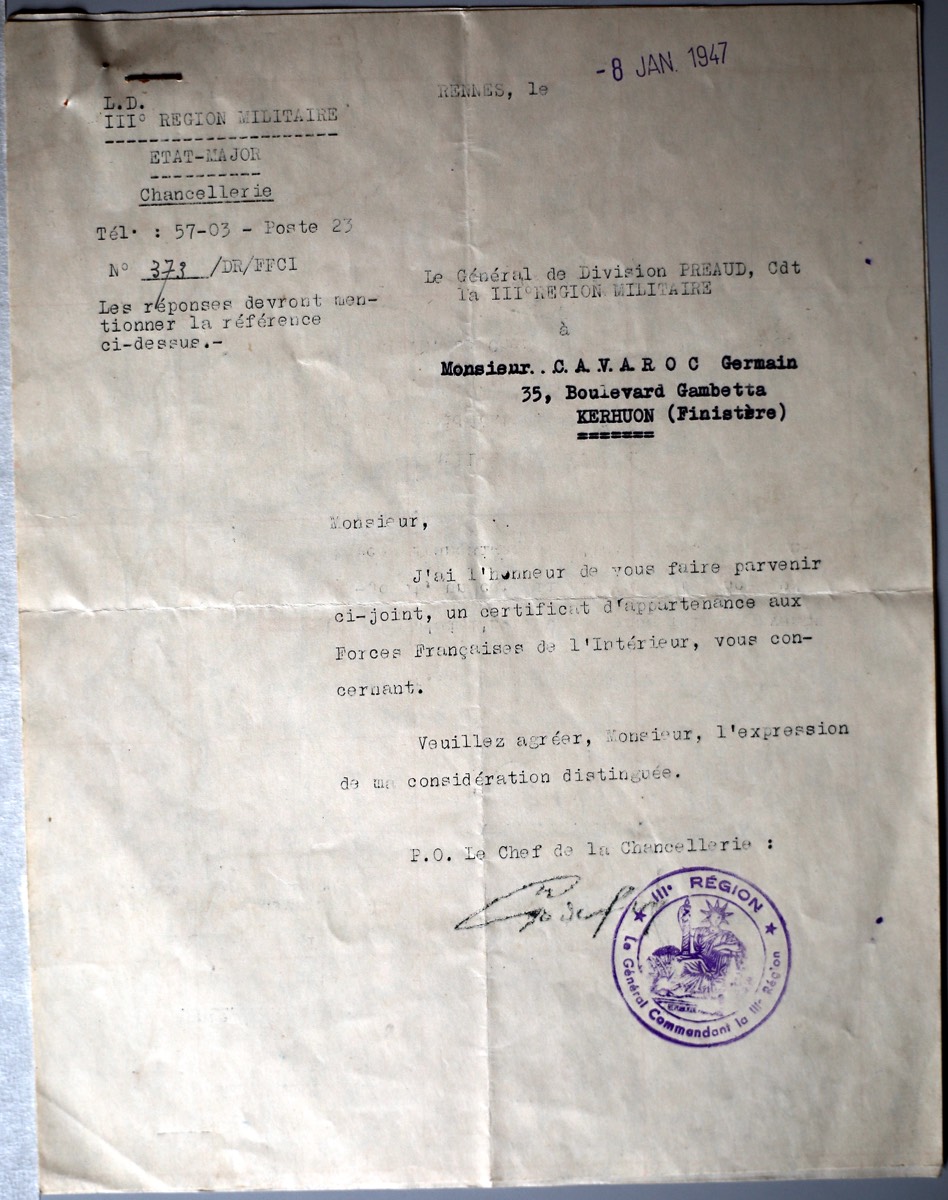 L.D.
III° REGION MILITAIRE
ETAT-MAJOR
Chancellerie
Tél. : 57-03 - Poste 23
N° 373 /DR/FFCI
Les réponses devront men-
tionner la référence
ci-dessus.-
RENNES, le -8 JAN. 1947
Le Général de Division PREAUD, Cdt
la III° REGION MILITAIRE
à
Monsieur..C.A.V.A.R O C Germain
35, Boulevard Gambetta
KERHUON (Finistère)
=======
Monsieur,
J'ai l'honneur de vous faire parvenir
ci-joint, un certificat d'appartenance aux
Forces Françaises de l'Intérieur, vous con-
cernant.
Veuillez agréer, Monsieur, l'expression
de ma considération distinguée.
P.O. Le Chef de la Chancellerie :
★ IIIe RÉGION ★
Le Général Commandant la IIIe Région